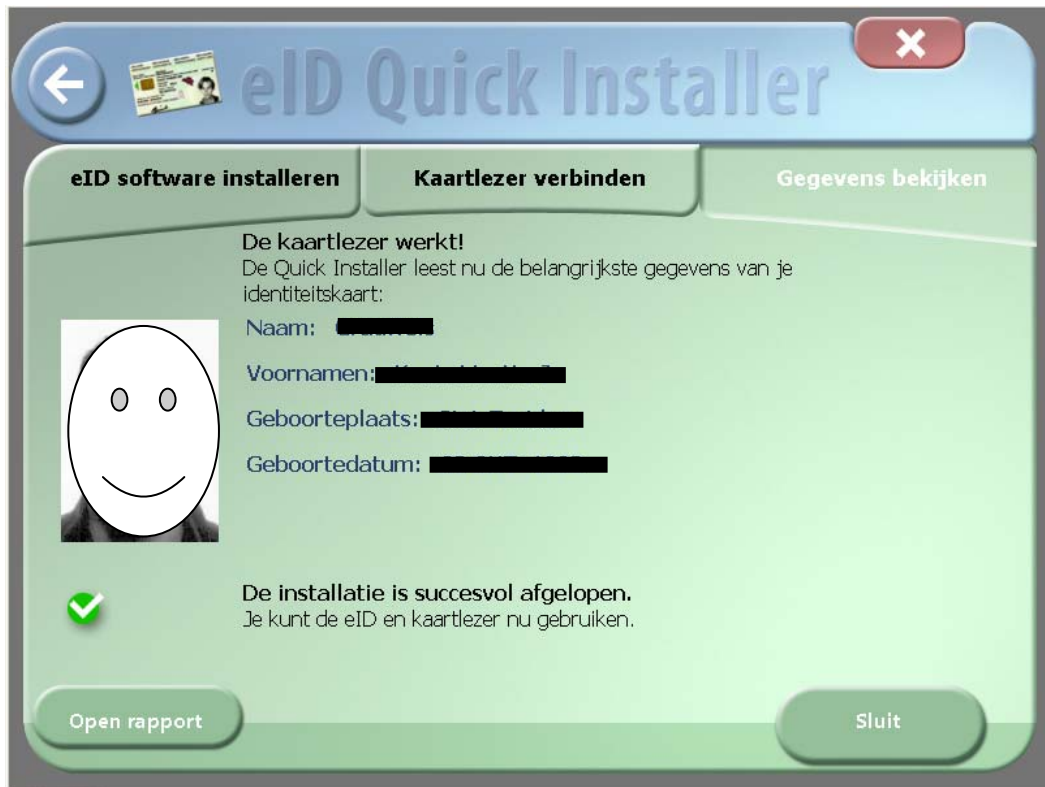 eID Quick Installer
eID software installeren
Kaartlezer verbinden
Gegevens bekijken
De kaartlezer werkt!
De Quick Installer leest nu de belangrijkste gegevens van je
identiteitskaart:
Naam:
Voornamen:
Geboorteplaats:
Geboortedatum:
De installatie is succesvol afgelopen.
Je kunt de eID en kaartlezer nu gebruiken.
Open rapport
Sluit